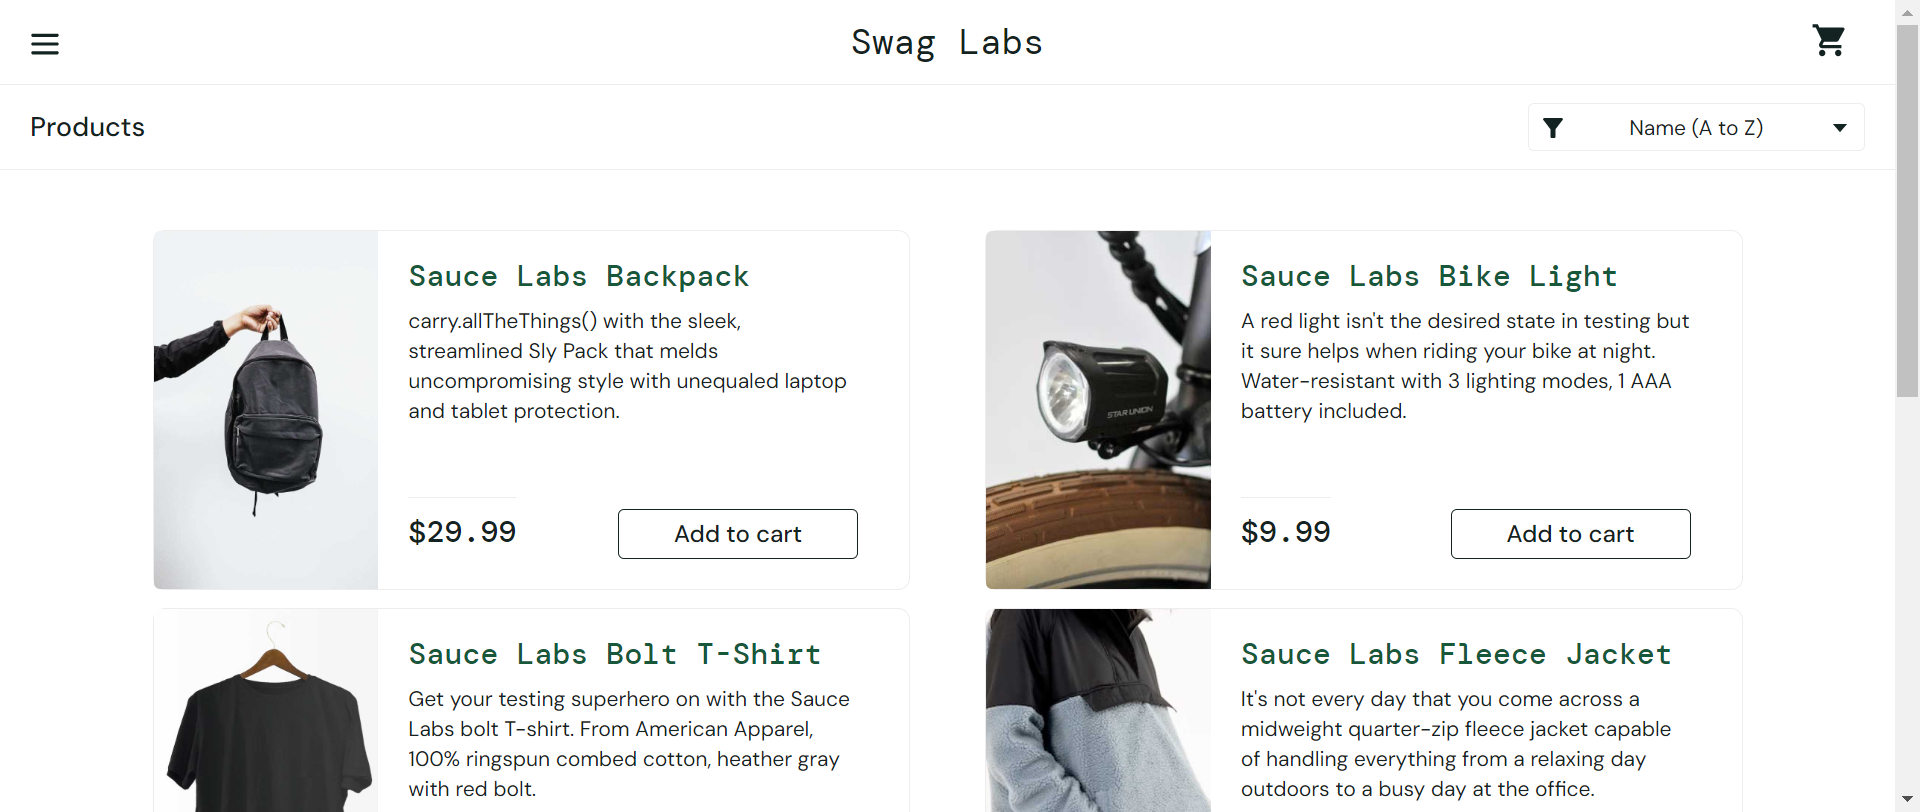 Swag Labs
Products
Name (A to Z)
Sauce Labs Backpack
carry.allTheThings() with the sleek,
streamlined Sly Pack that melds
uncompromising style with unequaled laptop
and tablet protection.
$29.99
Add to cart
Sauce Labs Bike Light
A red light isn't the desired state in testing but
it sure helps when riding your bike at night.
Water-resistant with 3 lighting modes, 1 AAA
battery included.
STAR UNION
$9.99
Add to cart
Sauce Labs Bolt T-Shirt
Get your testing superhero on with the Sauce
Labs bolt T-shirt. From American Apparel,
100% ringspun combed cotton, heather gray
with red bolt.
Sauce Labs Fleece Jacket
It's not every day that you come across a
midweight quarter-zip fleece jacket capable
of handling everything from a relaxing day
outdoors to a busy day at the office.